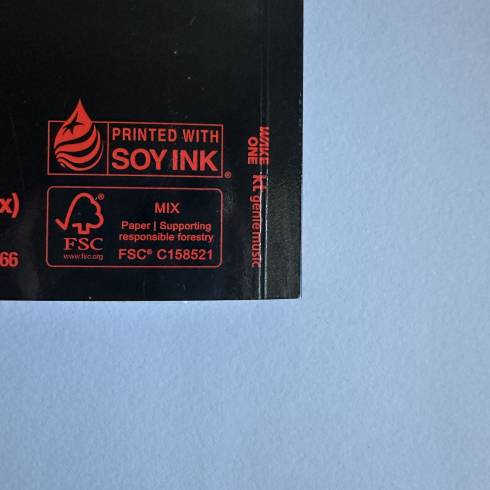 PRINTED WITH
SOY INK®
x)
66
FSC®
www.fsc.org
MIX
Paper | Supporting
responsible forestry
FSC® C158521
WAKE
ONE
kt genie music